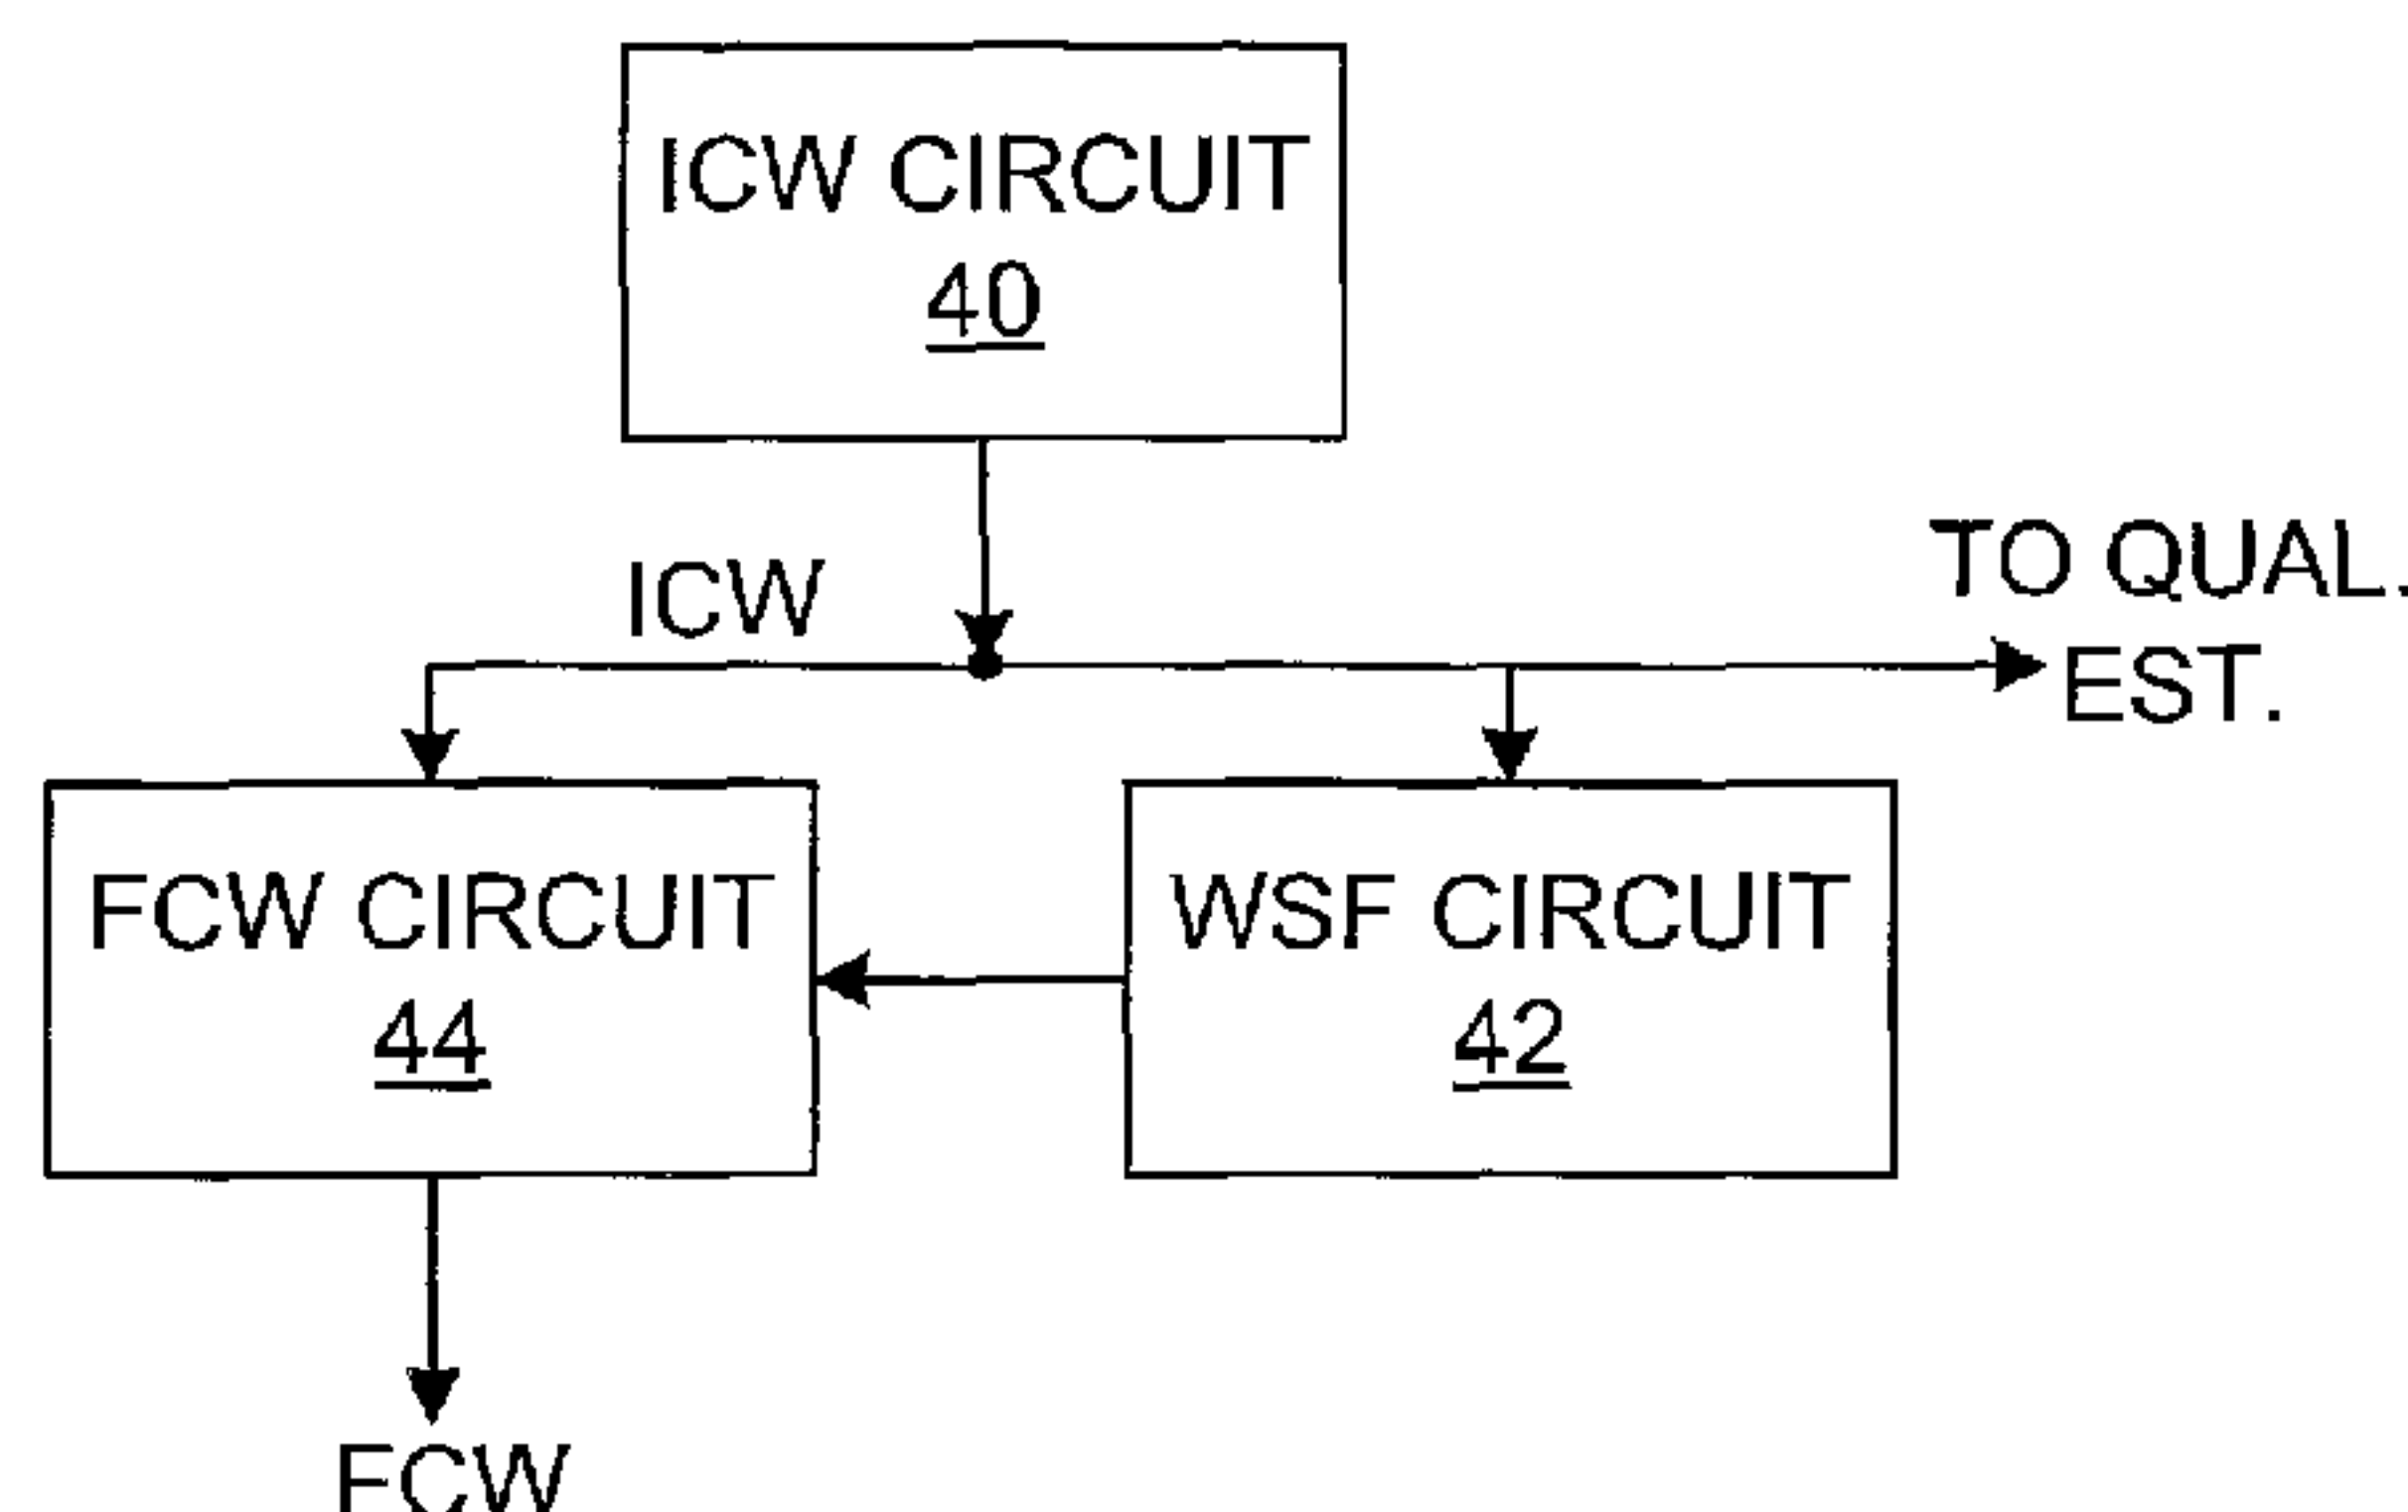 ICW CIRCUIT
40
ICW
TO QUAL.
EST.
FCW CIRCUIT
44
WSF CIRCUIT
42
FCW